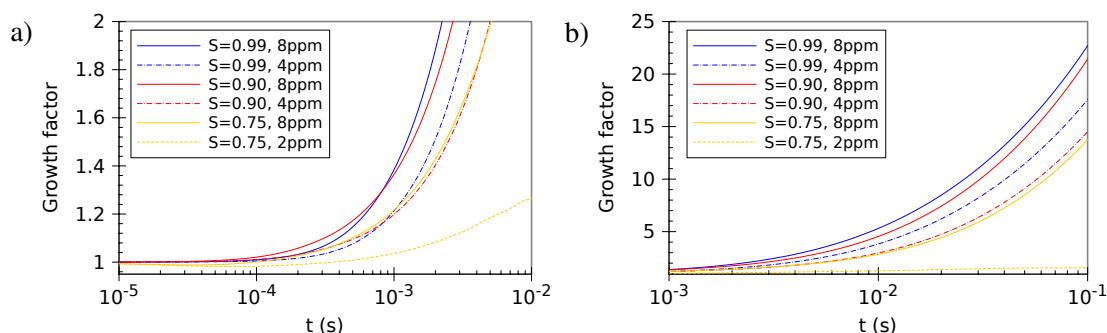 a)
Growth factor
2
1.8
1.6
1.4
1.2
1
S=0.99, 8ppm
S=0.99, 4ppm
S=0.90, 8ppm
S=0.90, 4ppm
S=0.75, 8ppm
S=0.75, 2ppm
10-5
10-4
10-3
10-2
t (s)
b)
Growth factor
25
20
15
10
5
S=0.99, 8ppm
S=0.99, 4ppm
S=0.90, 8ppm
S=0.90, 4ppm
S=0.75, 8ppm
S=0.75, 2ppm
10-3
10-2
10-1
t (s)